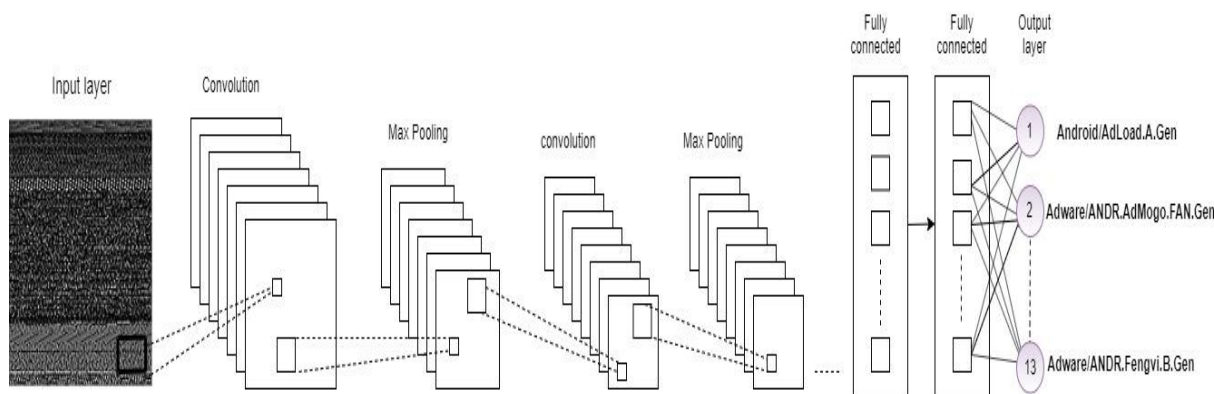 Input layer
Convolution
Max Pooling
convolution
Max Pooling
Fully
connected
Fully
connected
Output
layer
1
Android/AdLoad.A.Gen
2
Adware/ANDR.AdMogo.FAN.Gen
13
Adware/ANDR.Fengvi.B.Gen